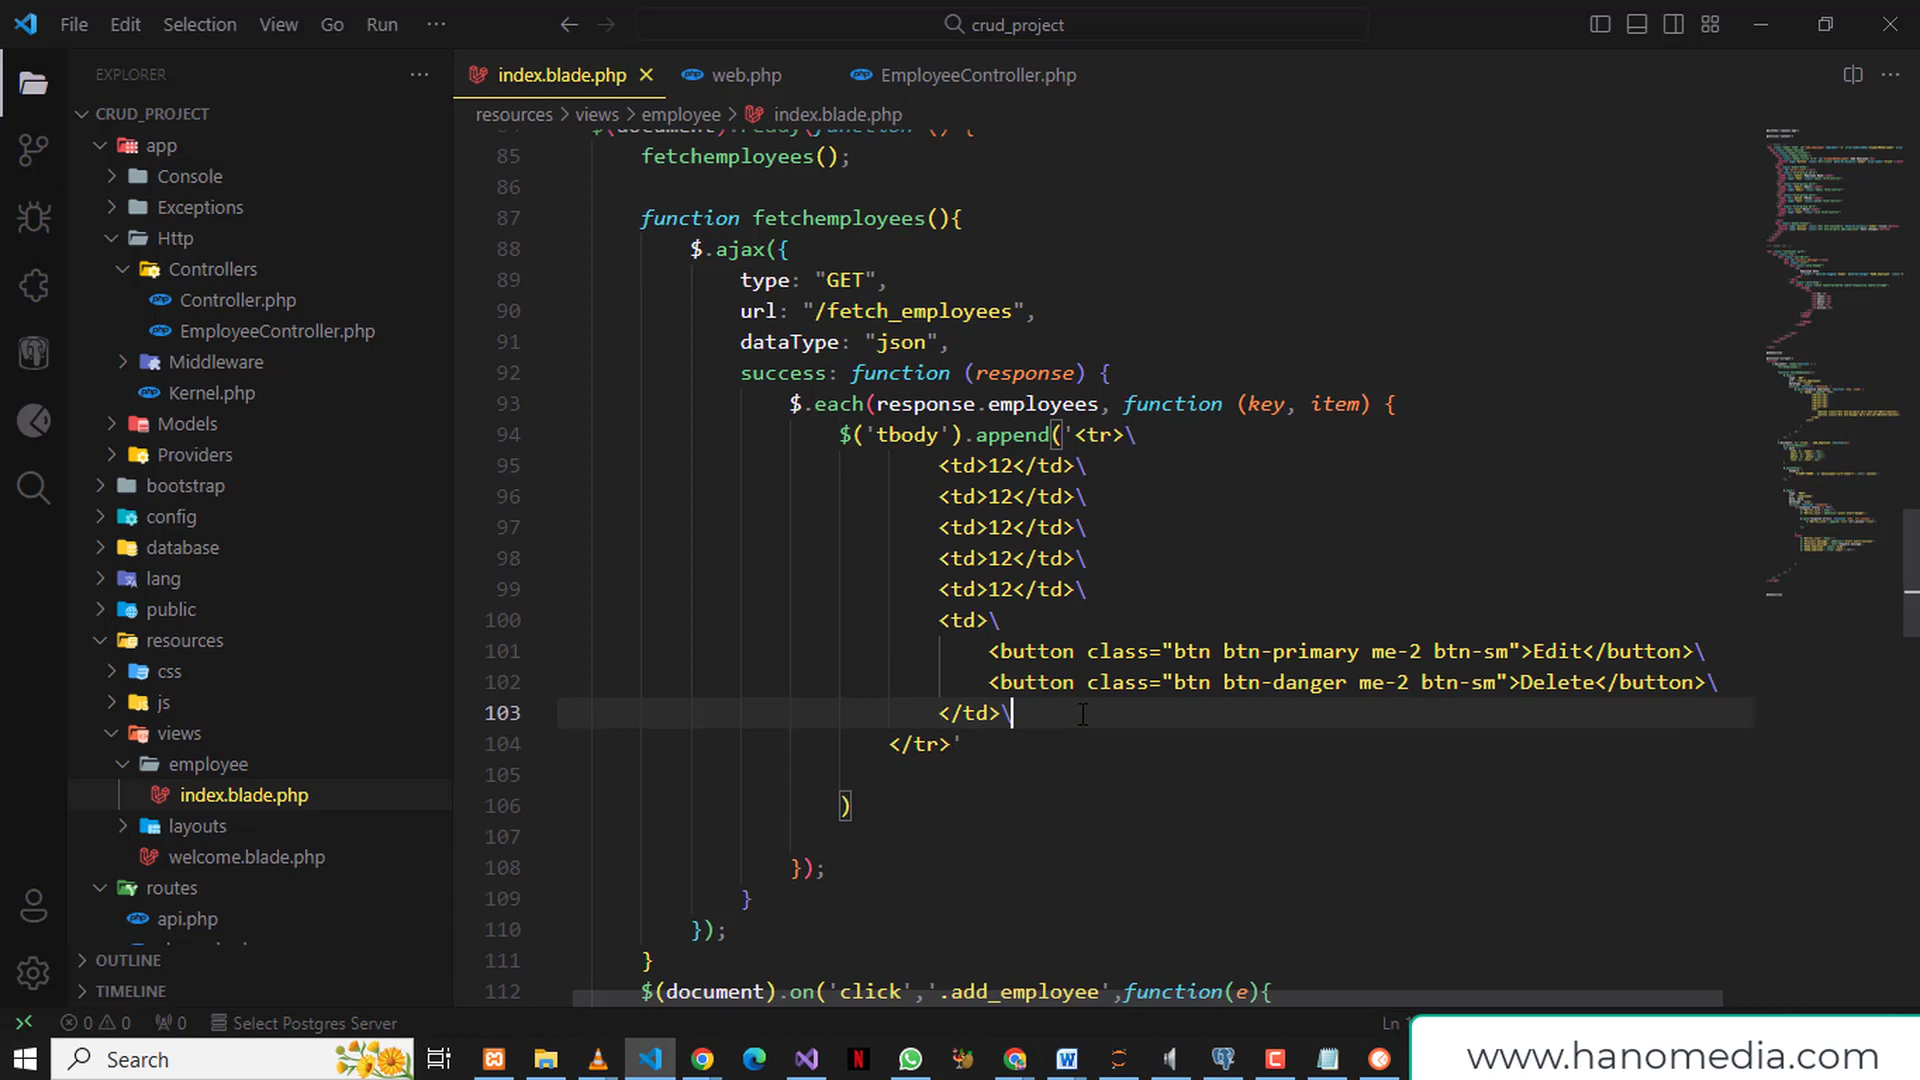 File Edit Selection View Go Run ··· crud_project
EXPLORER ···
CRUD_PROJECT
app
Console
Exceptions
Http
Controllers
Controller.php
EmployeeController.php
Middleware
Kernel.php
Models
Providers
bootstrap
config
database
lang
public
resources
css
js
views
employee
index.blade.php
layouts
welcome.blade.php
routes
api.php
OUTLINE
TIMELINE
index.blade.php web.php EmployeeController.php
resources > views > employee > index.blade.php
$(document).ready(function () {
85 fetchemployees();
86
87 function fetchemployees(){
88 $.ajax({
89 type: "GET",
90 url: "/fetch_employees",
91 dataType: "json",
92 success: function (response) {
93 $.each(response.employees, function (key, item) {
94 $('tbody').append('<tr>\
95 <td>12</td>\
96 <td>12</td>\
97 <td>12</td>\
98 <td>12</td>\
99 <td>12</td>\
100 <td>\
101 <button class="btn btn-primary me-2 btn-sm">Edit</button>\
102 <button class="btn btn-danger me-2 btn-sm">Delete</button>\
103 </td>\
104 </tr>'
105
106 )
107
108 });
109 }
110 });
111 }
112 $(document).on('click','.add_employee',function(e){
0 0 0 Select Postgres Server Ln
Search
www.hanomedia.com